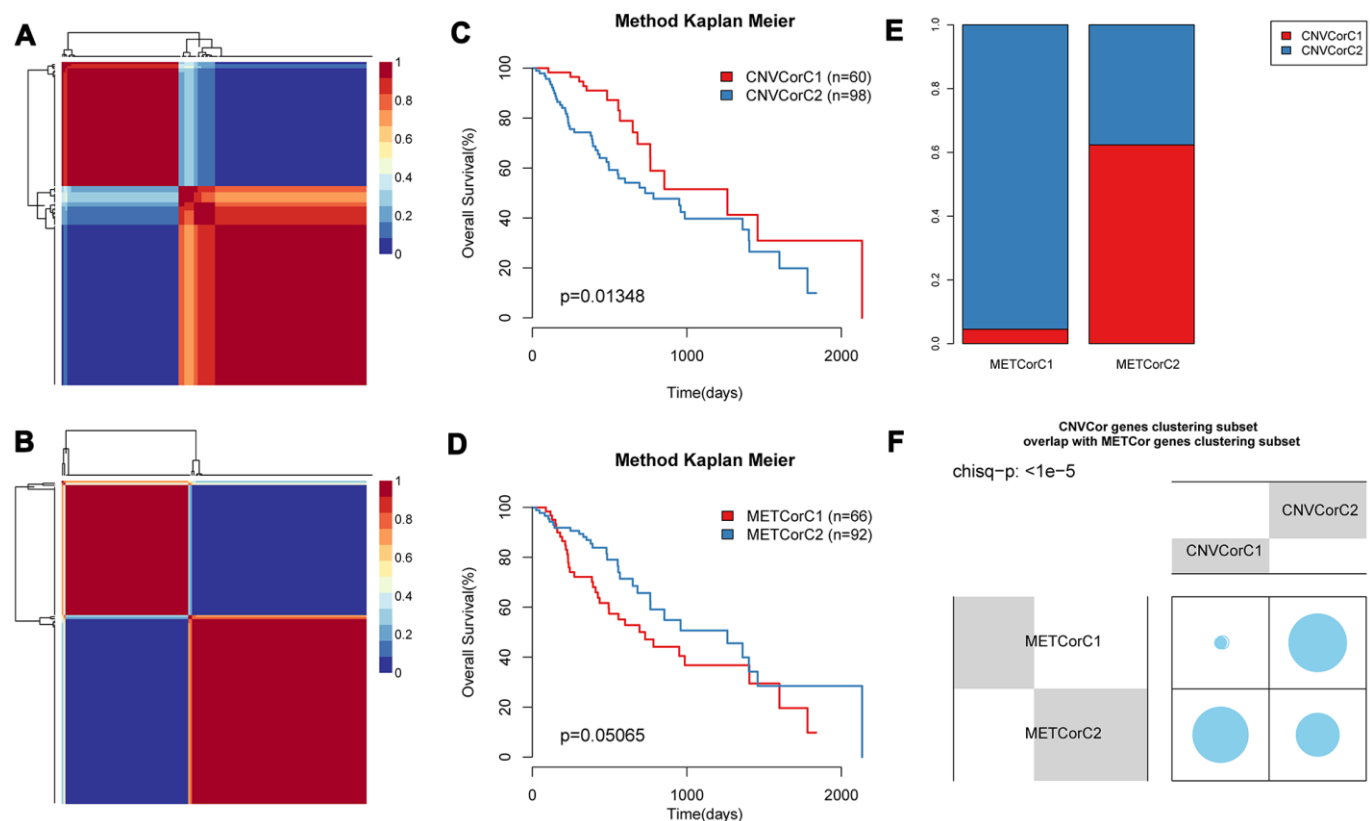 A
1
0.8
0.6
0.4
0.2
0
B
1
0.8
0.6
0.4
0.2
0
C
Method Kaplan Meier
CNVCorC1 (n=60)
CNVCorC2 (n=98)
Overall Survival(%)
100
80
60
40
20
0
p=0.01348
0
1000
2000
Time(days)
D
Method Kaplan Meier
METCorC1 (n=66)
METCorC2 (n=92)
Overall Survival(%)
100
80
60
40
20
0
p=0.05065
0
1000
2000
Time(days)
E
1.0
0.8
0.6
0.4
0.2
0.0
METCorC1
METCorC2
CNVCorC1
CNVCorC2
F
CNVCor genes clustering subset
overlap with METCor genes clustering subset
chisq-p: <1e-5
CNVCorC2
CNVCorC1
METCorC1
METCorC2